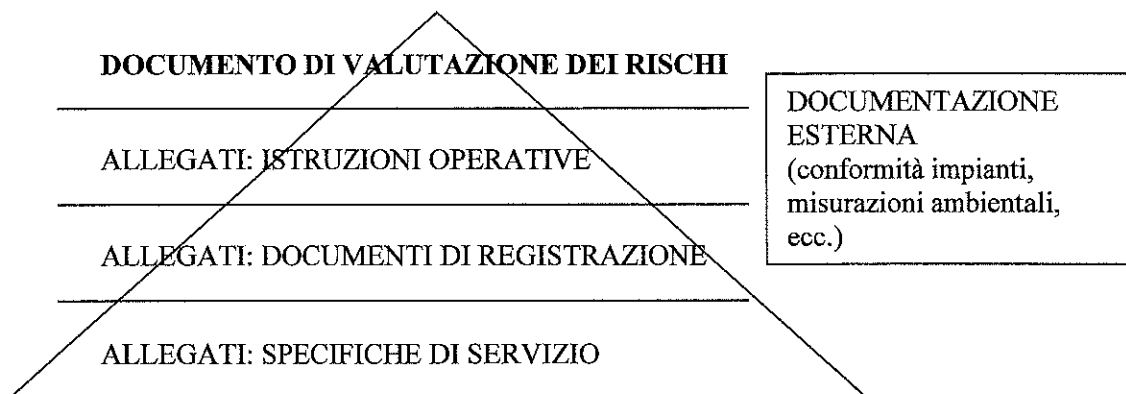 DOCUMENTO DI VALUTAZIONE DEI RISCHI
ALLEGATI: ISTRUZIONI OPERATIVE
ALLEGATI: DOCUMENTI DI REGISTRAZIONE
ALLEGATI: SPECIFICHE DI SERVIZIO
DOCUMENTAZIONE
ESTERNA
(conformità impianti,
misurazioni ambientali,
ecc.)